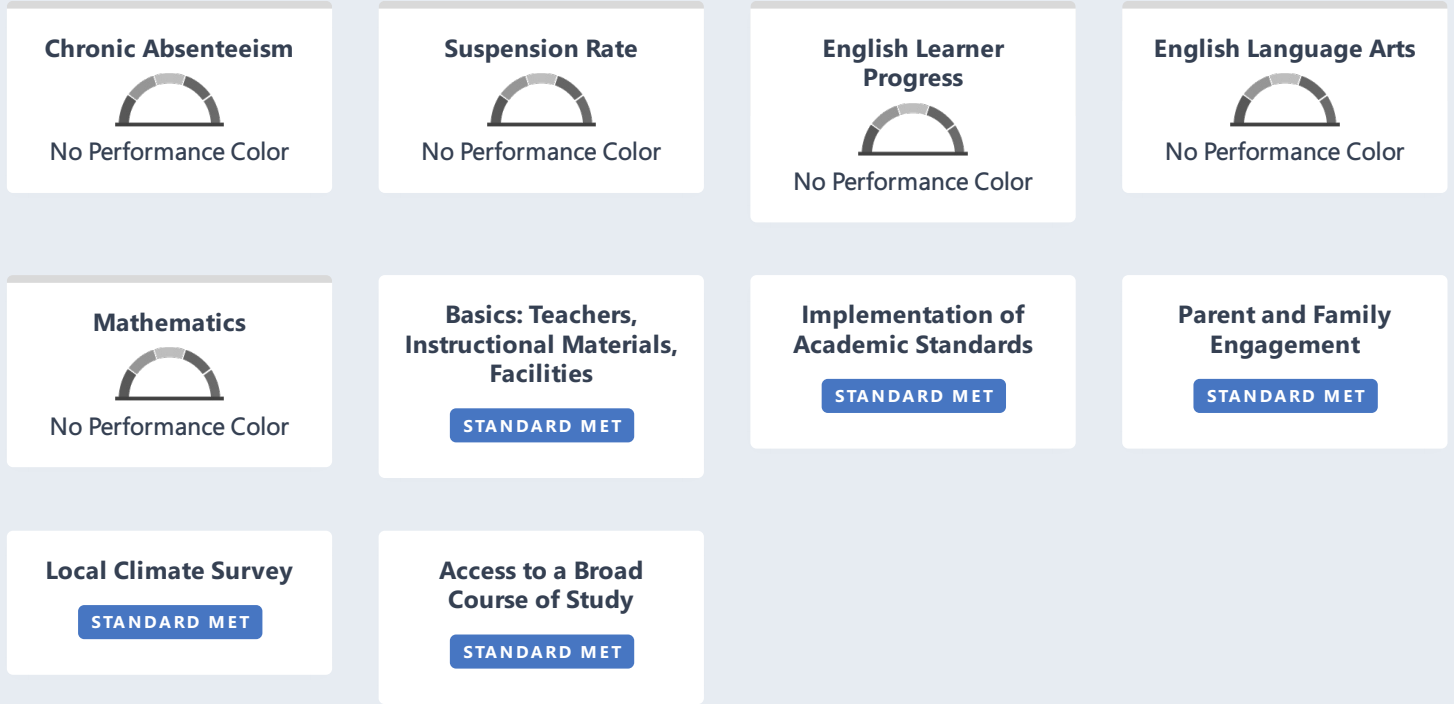 Chronic Absenteeism
No Performance Color
Suspension Rate
No Performance Color
English Learner
Progress
No Performance Color
English Language Arts
No Performance Color
Mathematics
No Performance Color
Basics: Teachers,
Instructional Materials,
Facilities
STANDARD MET
Implementation of
Academic Standards
STANDARD MET
Parent and Family
Engagement
STANDARD MET
Local Climate Survey
STANDARD MET
Access to a Broad
Course of Study
STANDARD MET